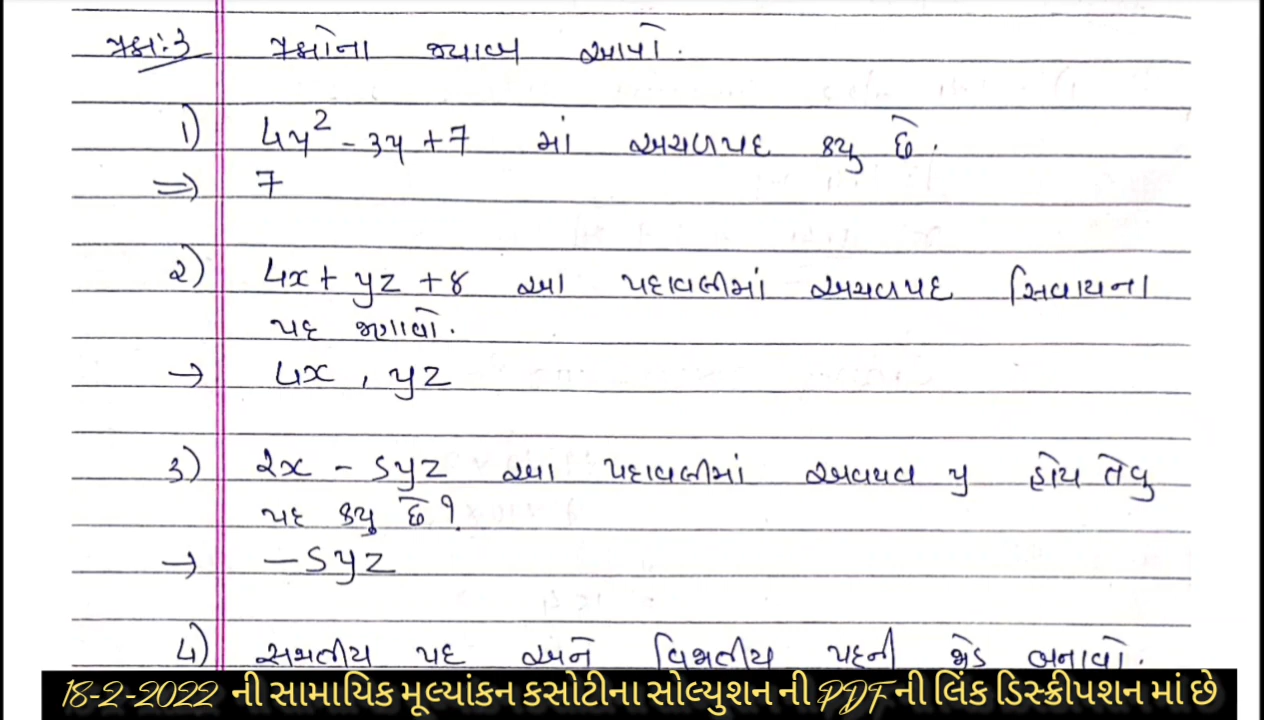 પ્રશ્ન:3 પ્રશ્નોના જવાબ આપો.
1) 4y² - 3y + 7 માં અચળપદ કયુ છે.
⇒ 7
૨) 4x + yz + 8 આ પદાવલીમાં અચલપદ સિવાયના
પદ જણાવો.
→ 4x , yz
3) 2x - 5yz આ પદાવલીમાં અવયવ y હોય તેવુ
પદ કયુ છે?
→ -5yz
4) સજાતીય પદ અને વિજાતીય પદની જોડ બનાવો.
18-2-2022 ની સામાયિક મૂલ્યાંકન કસોટીના સોલ્યુશન ની PDF ની લિંક ડિસ્ક્રીપશન માં છે